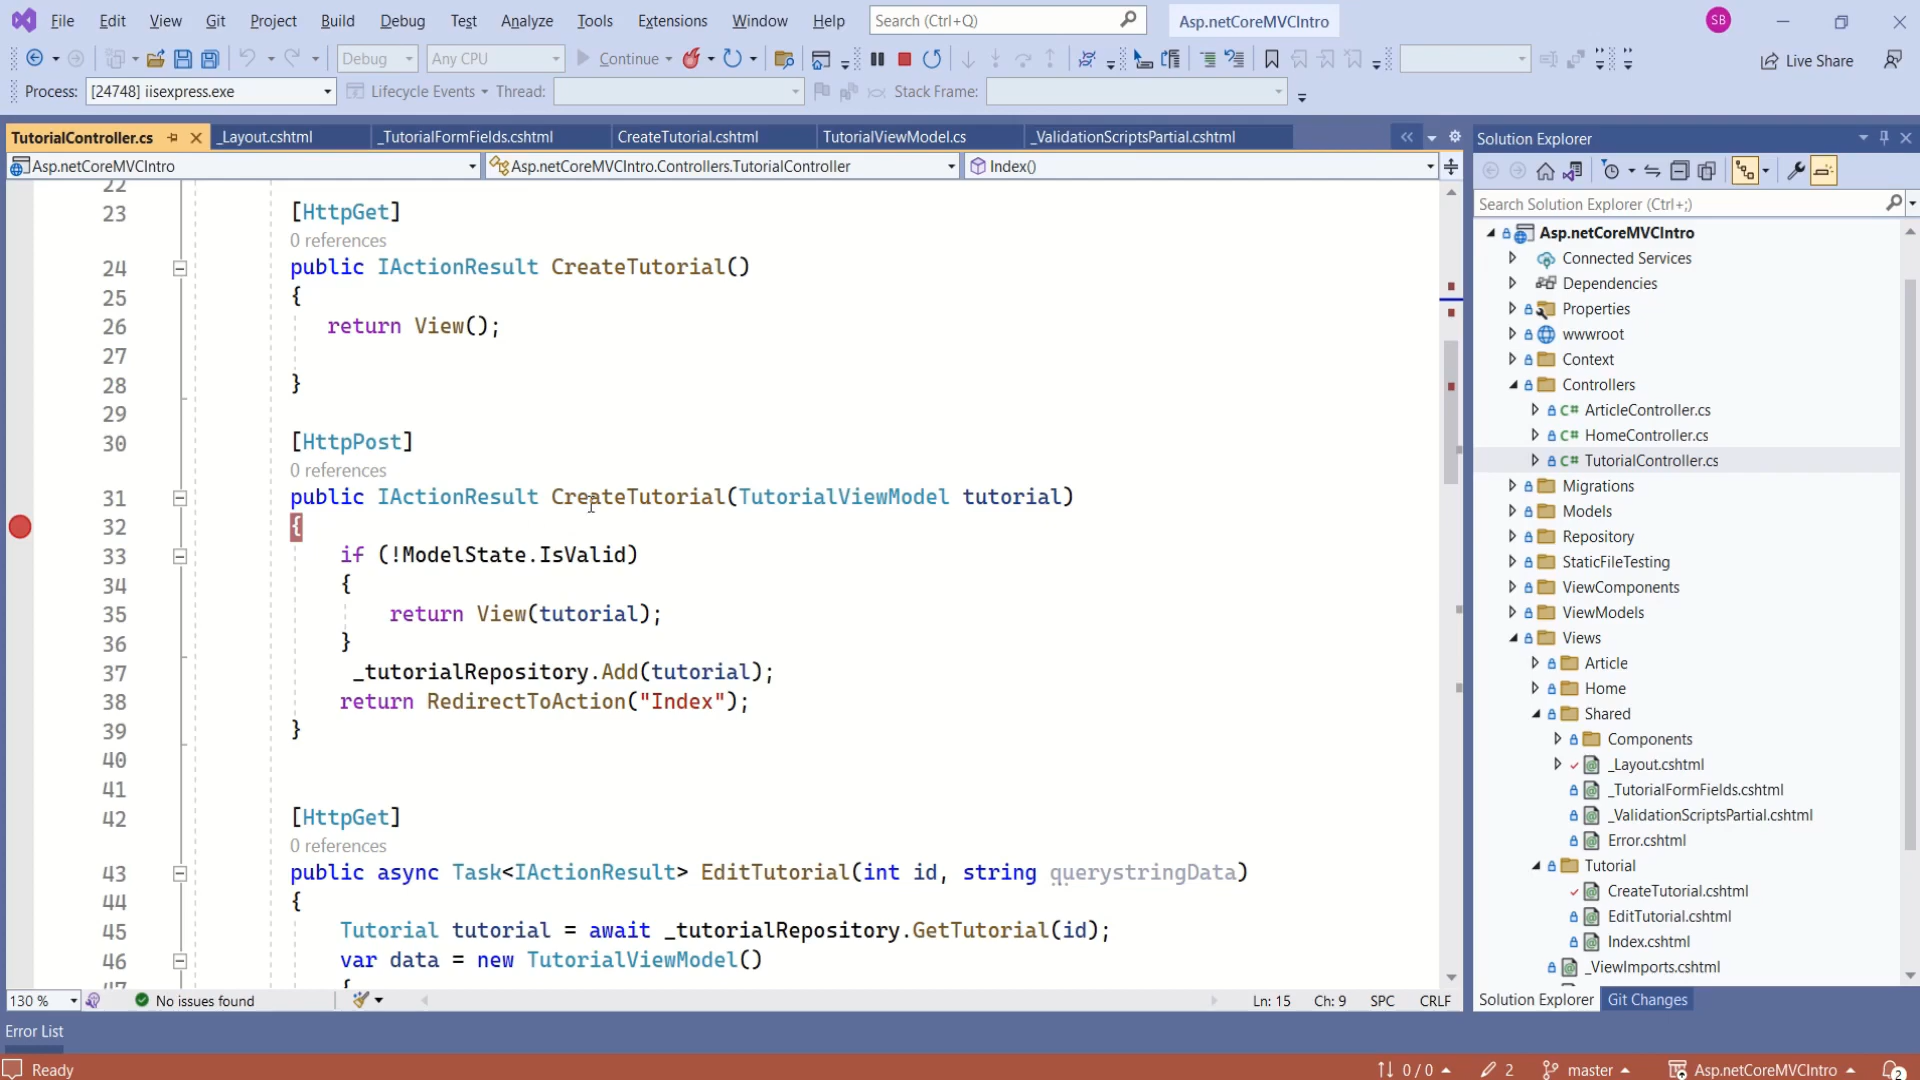 File Edit View Git Project Build Debug Test Analyze Tools Extensions Window Help Search (Ctrl+Q) Asp.netCoreMVCIntro SB
Debug Any CPU Continue Live Share
Process: [24748] iisexpress.exe Lifecycle Events Thread: Stack Frame:
TutorialController.cs _Layout.cshtml _TutorialFormFields.cshtml CreateTutorial.cshtml TutorialViewModel.cs _ValidationScriptsPartial.cshtml
Asp.netCoreMVCIntro Asp.netCoreMVCIntro.Controllers.TutorialController Index()
22
23 [HttpGet]
0 references
24 public IActionResult CreateTutorial()
25 {
26 return View();
27
28 }
29
30 [HttpPost]
0 references
31 public IActionResult CreateTutorial(TutorialViewModel tutorial)
32 {
33 if (!ModelState.IsValid)
34 {
35 return View(tutorial);
36 }
37 _tutorialRepository.Add(tutorial);
38 return RedirectToAction("Index");
39 }
40
41
42 [HttpGet]
0 references
43 public async Task<IActionResult> EditTutorial(int id, string querystringData)
44 {
45 Tutorial tutorial = await _tutorialRepository.GetTutorial(id);
46 var data = new TutorialViewModel()
47 {
130 % No issues found Ln: 15 Ch: 9 SPC CRLF
Solution Explorer
Search Solution Explorer (Ctrl+;)
Asp.netCoreMVCIntro
Connected Services
Dependencies
Properties
wwwroot
Context
Controllers
C# ArticleController.cs
C# HomeController.cs
C# TutorialController.cs
Migrations
Models
Repository
StaticFileTesting
ViewComponents
ViewModels
Views
Article
Home
Shared
Components
_Layout.cshtml
_TutorialFormFields.cshtml
_ValidationScriptsPartial.cshtml
Error.cshtml
Tutorial
CreateTutorial.cshtml
EditTutorial.cshtml
Index.cshtml
_ViewImports.cshtml
Solution Explorer Git Changes
Error List
Ready 0 / 0 2 master Asp.netCoreMVCIntro 2